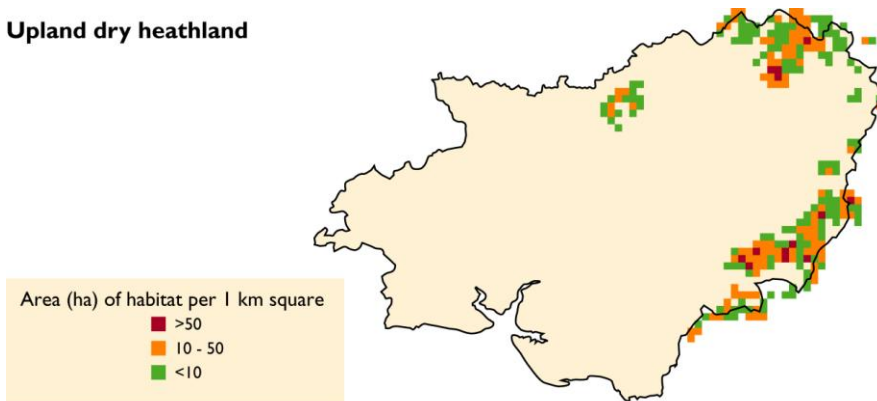 Upland dry heathland
Area (ha) of habitat per 1 km square
>50
10 - 50
<10